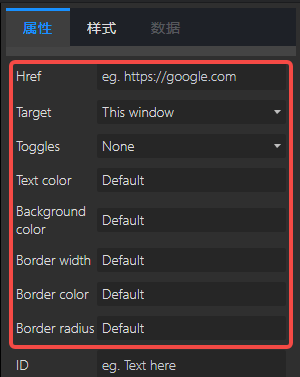 属性 样式 数据
Href eg. https://google.com
Target This window
Toggles None
Text color Default
Background
color Default
Border width Default
Border color Default
Border radius Default
ID eg. Text here